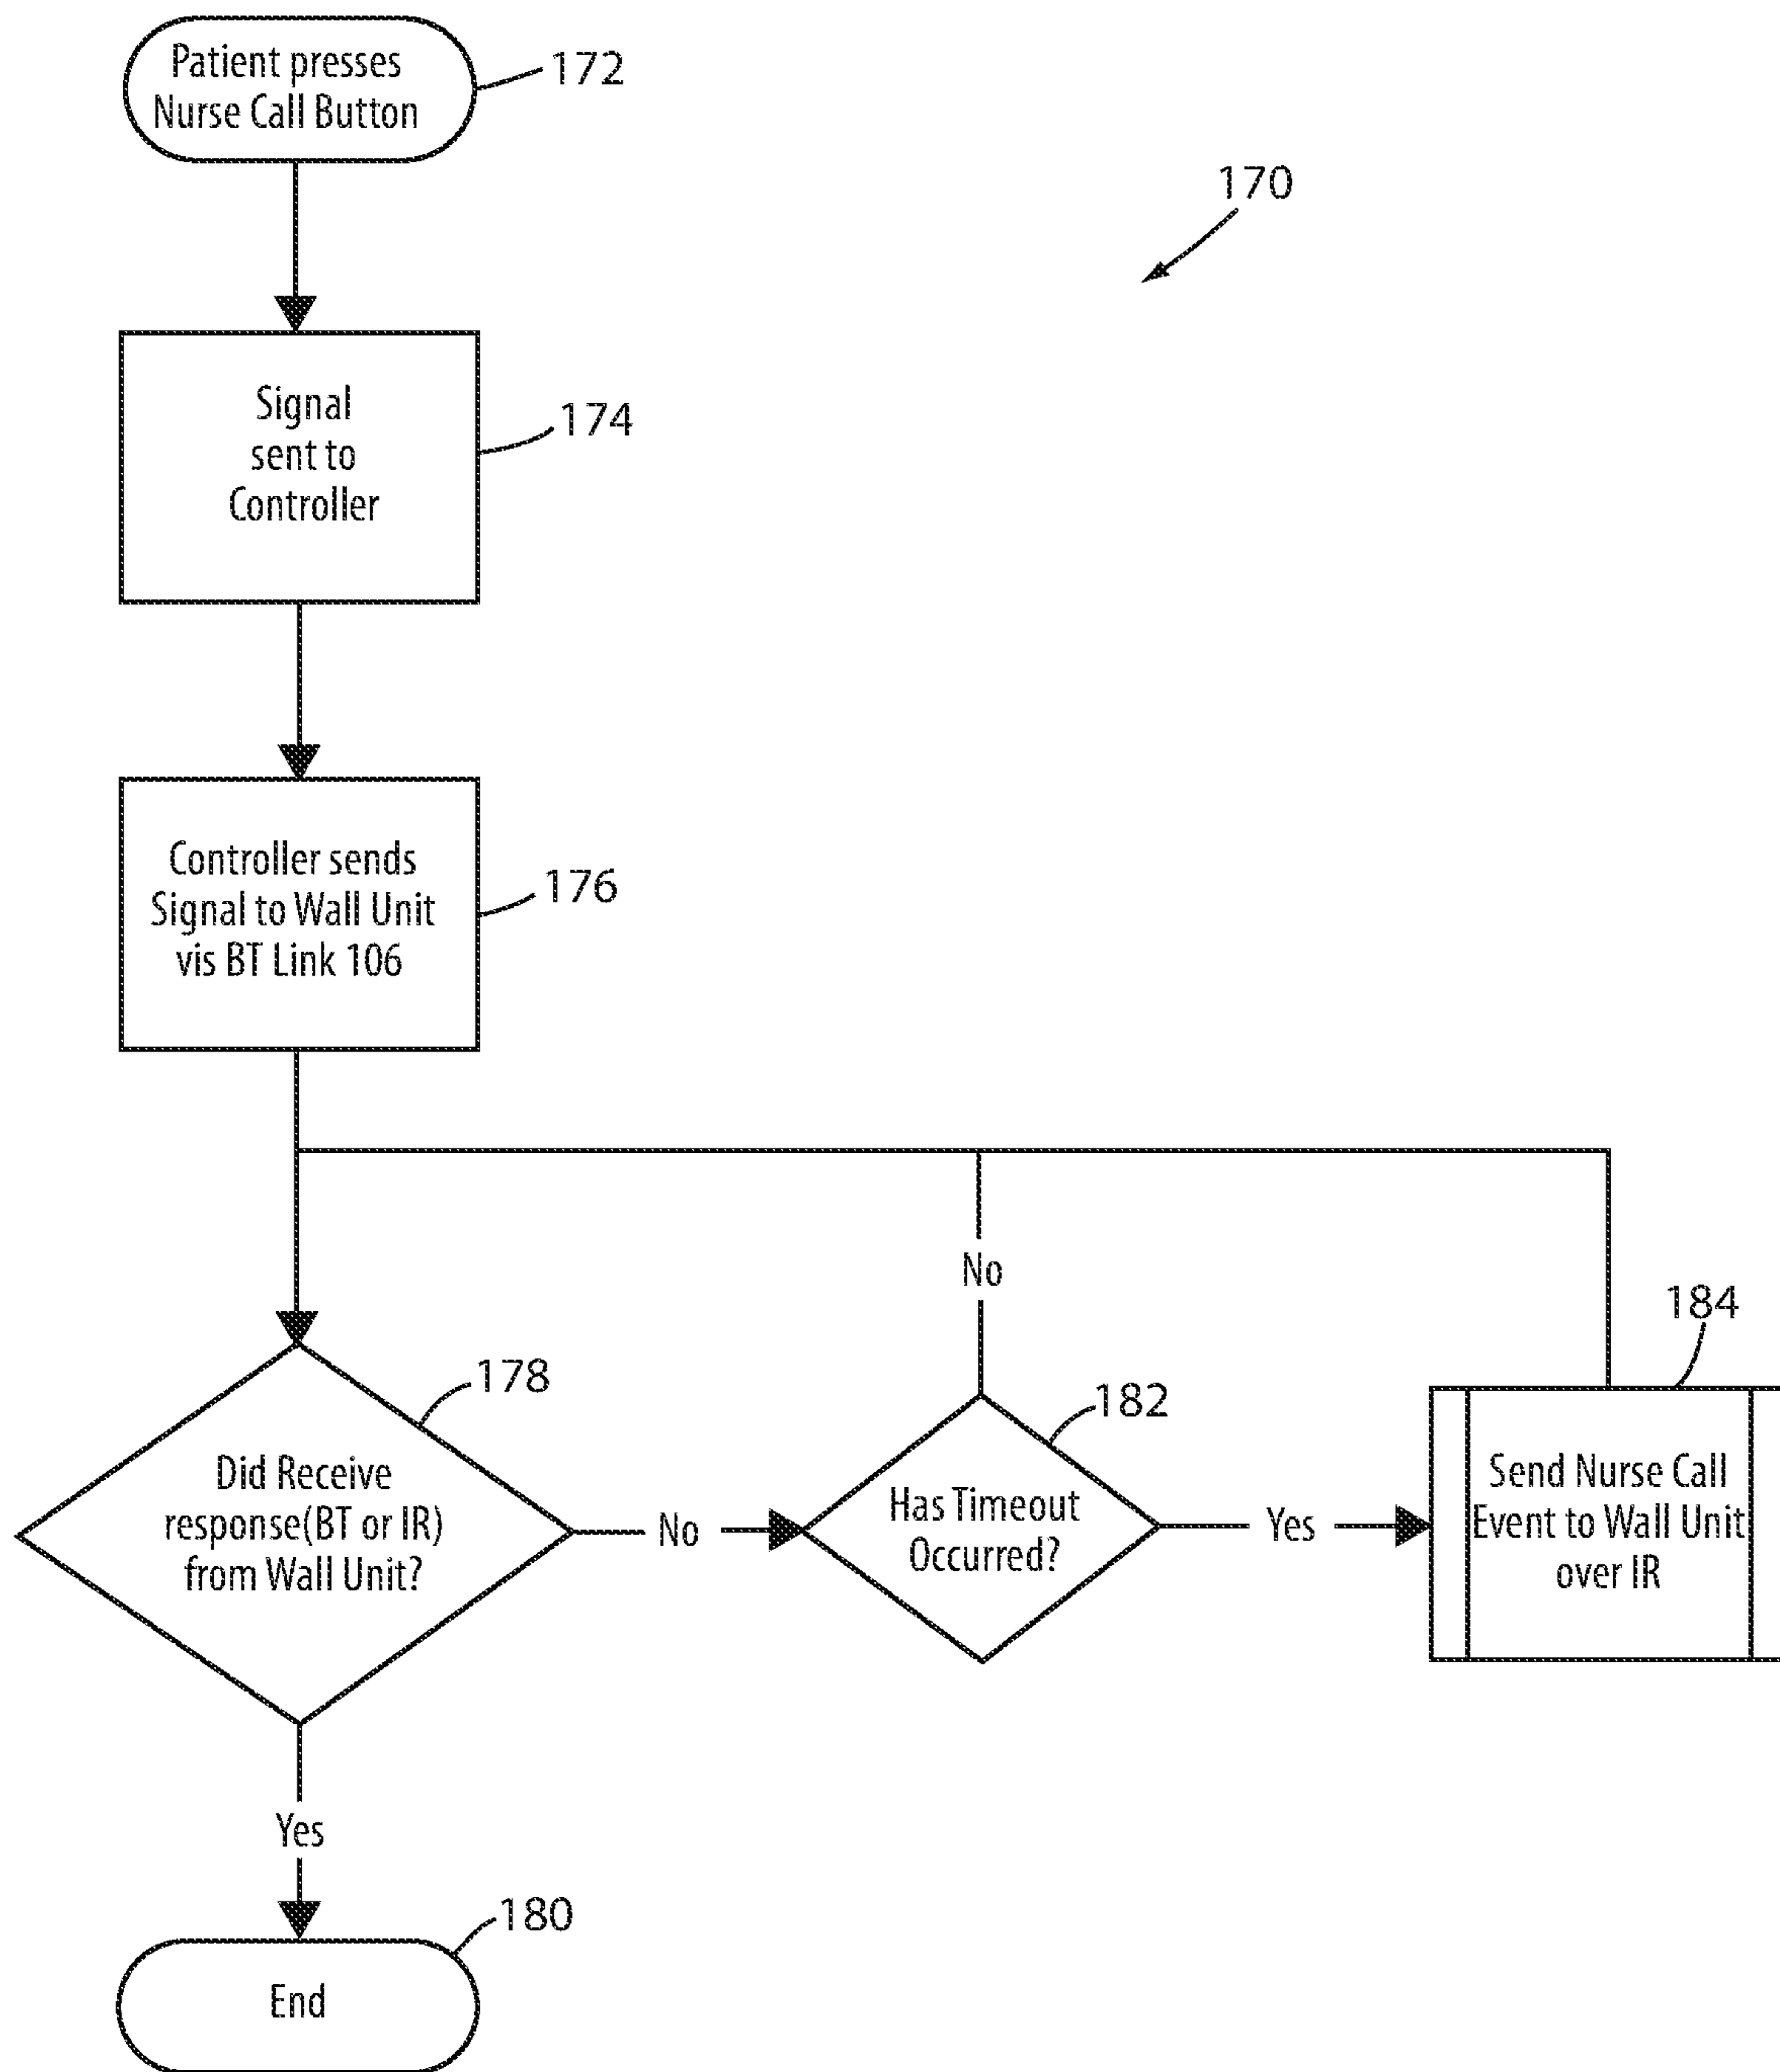 Patient presses
Nurse Call Button
172
170
Signal
sent to
Controller
174
Controller sends
Signal to Wall Unit
vis BT Link 106
176
No
184
178
182
Did Receive
response(BT or IR)
from Wall Unit?
No
Has Timeout
Occurred?
Yes
Send Nurse Call
Event to Wall Unit
over IR
Yes
180
End